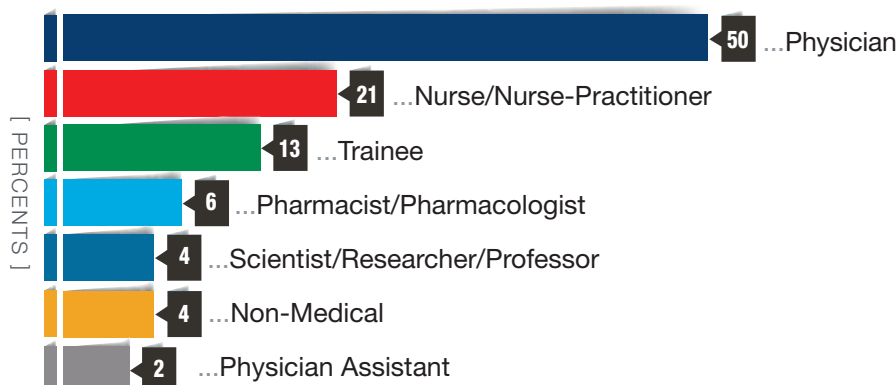 50 ...Physician
21 ...Nurse/Nurse-Practitioner
13 ...Trainee
6 ...Pharmacist/Pharmacologist
4 ...Scientist/Researcher/Professor
4 ...Non-Medical
2 ...Physician Assistant
[ PERCENTS ]